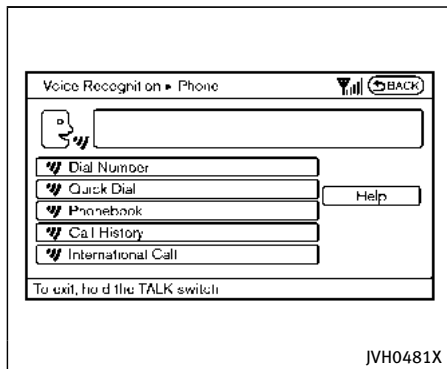 Voice Recognition ▸ Phone BACK
Dial Number
Quick Dial
Phonebook
Help
Call History
International Call
To exit, hold the TALK switch
JVH0481X